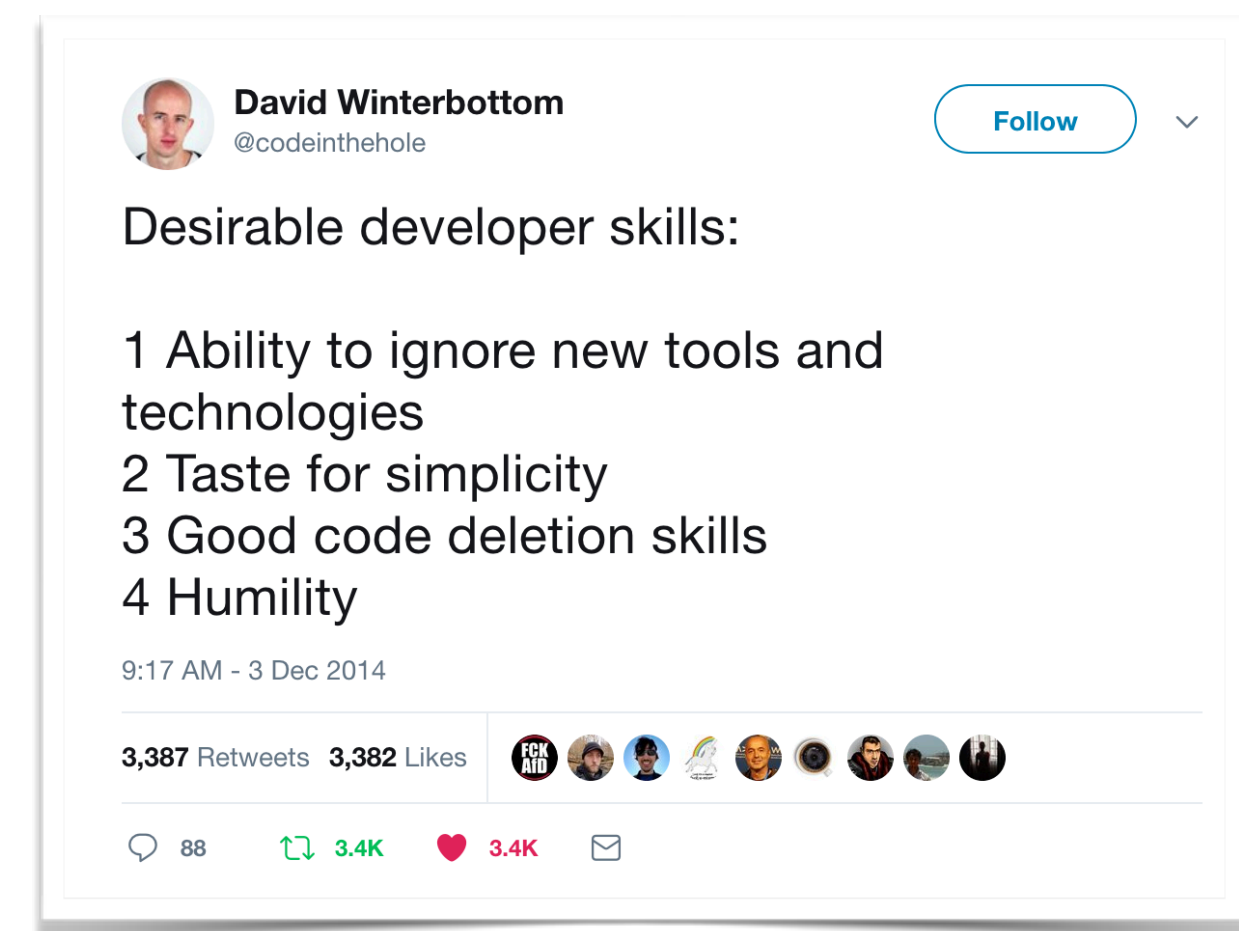 David Winterbottom
@codeinthehole
Follow
Desirable developer skills:
1 Ability to ignore new tools and
technologies
2 Taste for simplicity
3 Good code deletion skills
4 Humility
9:17 AM - 3 Dec 2014
3,387 Retweets 3,382 Likes
FCK
AfD
88 3.4K 3.4K